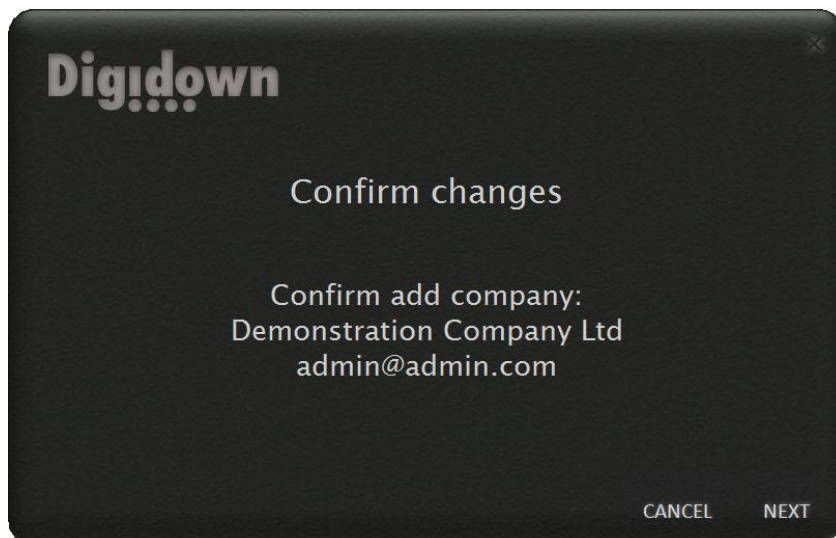 Digidown
Confirm changes
Confirm add company:
Demonstration Company Ltd
admin@admin.com
CANCEL NEXT